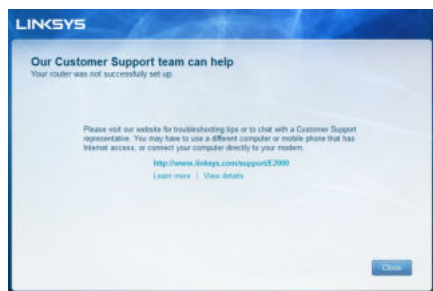 LINKSYS
Our Customer Support team can help
Your router was not successfully set up.
Please visit our website for troubleshooting tips or to chat with a Customer Support
representative. You may have to use a different computer or mobile phone that has
Internet access, or connect your computer directly to your modem.
http://www.linksys.com/support/E2000
Learn more | View details
Close